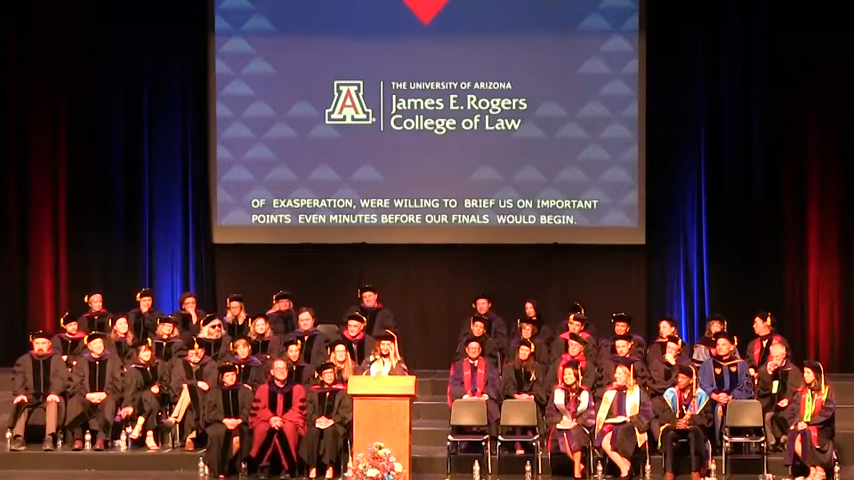 A
THE UNIVERSITY OF ARIZONA
James E. Rogers
College of Law
OF EXASPERATION, WERE WILLING TO BRIEF US ON IMPORTANT
POINTS EVEN MINUTES BEFORE OUR FINALS WOULD BEGIN.